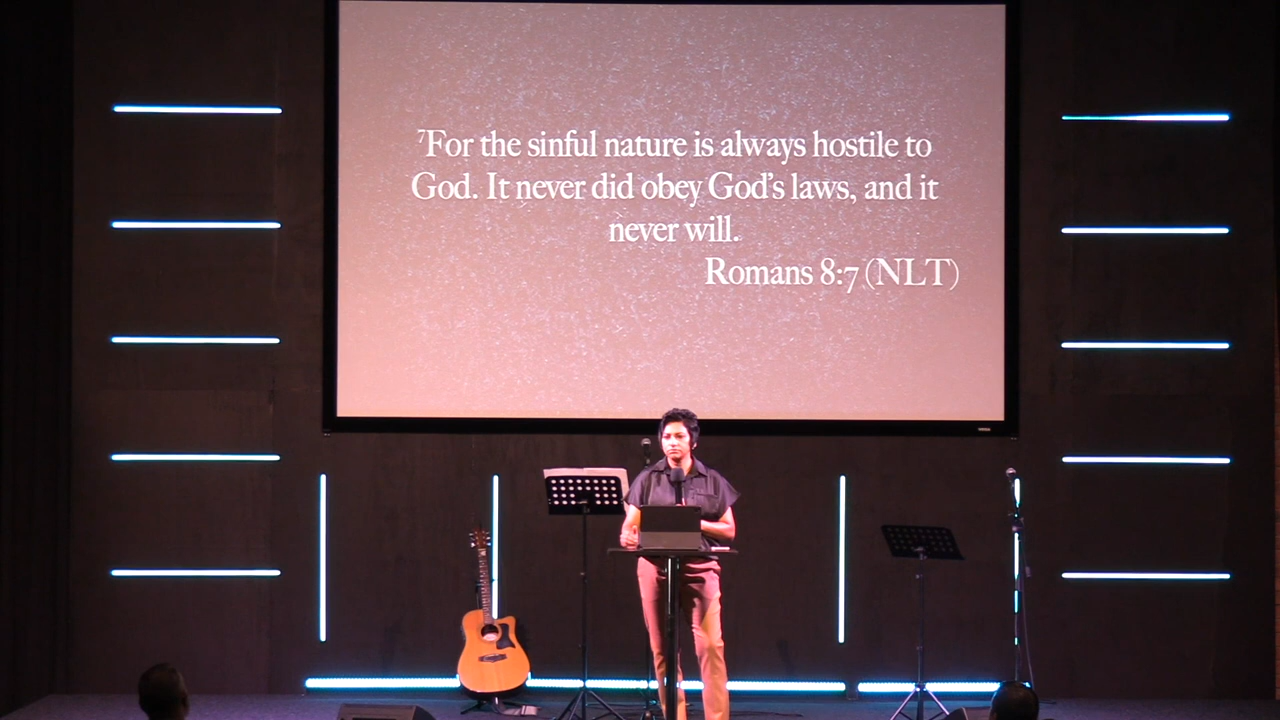 ⁷For the sinful nature is always hostile to
God. It never did obey God's laws, and it
never will.
Romans 8:7 (NLT)